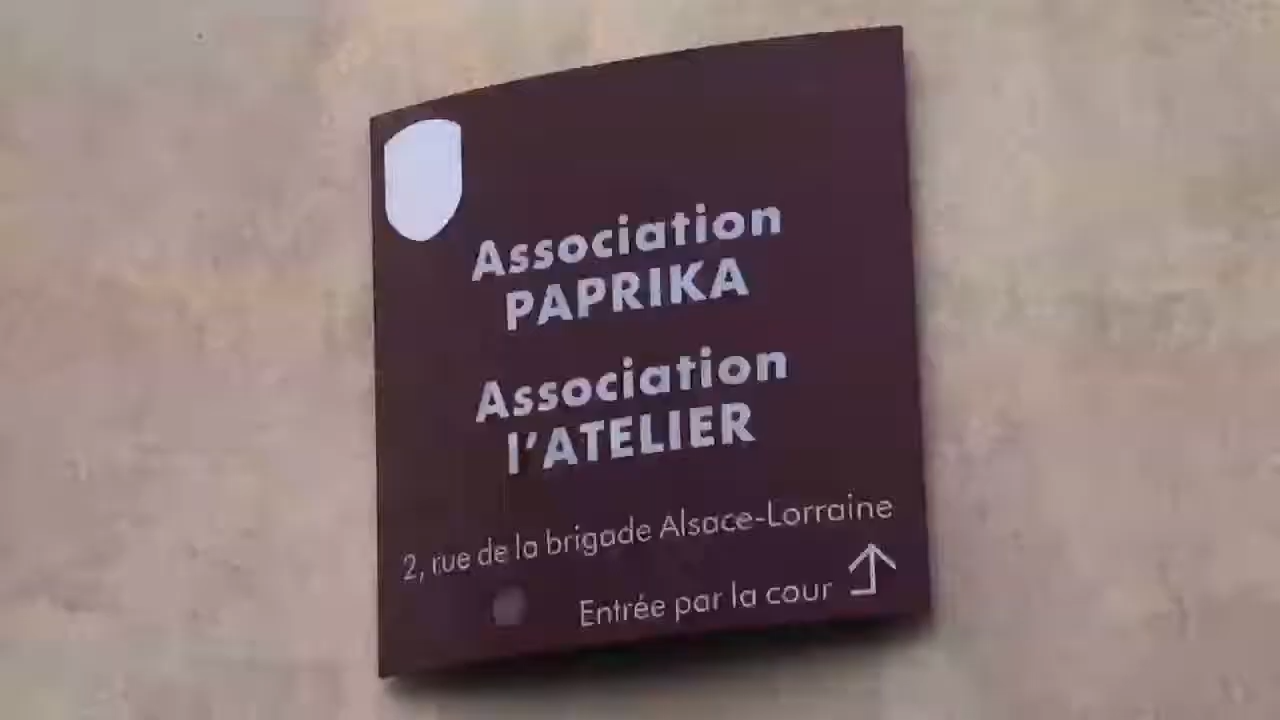 Association
PAPRIKA
Association
l'ATELIER
2, rue de la brigade Alsace-Lorraine
Entrée par la cour